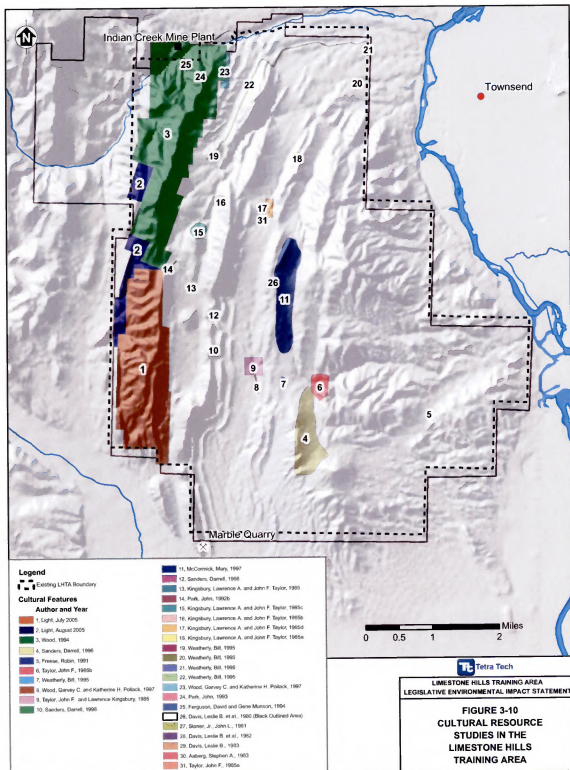 N
Indian Creek Mine Plant
21
25
24
23
22
20
Townsend
3
19
18
2
16
17
31
15
2
14
26
13
11
12
10
1
9
8
7
6
5
4
Marble Quarry
Legend
Existing LHTA Boundary
Cultural Features
Author and Year
1, Light, July 2005
2, Light, August 2005
3, Wood, 1994
4, Sanders, Darrell, 1996
5, Freese, Robin, 1991
6, Taylor, John F., 1985b
7, Weatherly, Bill, 1995
8, Wood, Garvey C. and Katherine H. Pollack, 1997
9, Taylor, John F. and Lawrence Kingsbury, 1986
10, Sanders, Darrell, 1998
11, McCormick, Mary, 1997
12, Sanders, Darrell, 1998
13, Kingsbury, Lawrence A. and John F. Taylor, 1985
14, Park, John, 1992b
15, Kingsbury, Lawrence A. and John F. Taylor, 1985c
16, Kingsbury, Lawrence A. and John F. Taylor, 1985b
17, Kingsbury, Lawrence A. and John F. Taylor, 1985d
18, Kingsbury, Lawrence A. and John F. Taylor, 1985e
19, Weatherly, Bill, 1995
20, Weatherly, Bill, 1995
21, Weatherly, Bill, 1995
22, Weatherly, Bill, 1995
23, Wood, Garvey C. and Katherine H. Pollack, 1997
24, Park, John, 1993
25, Ferguson, David and Gene Munson, 1994
26, Davis, Leslie B. et al., 1980 (Black Outlined Area)
27, Skinner, Jr., John L., 1981
28, Davis, Leslie B. et al., 1982
29, Davis, Leslie B., 1983
30, Aaberg, Stephen A., 1983
31, Taylor, John F., 1985a
0 0.5 1 2 Miles
Tt Tetra Tech
LIMESTONE HILLS TRAINING AREA
LEGISLATIVE ENVIRONMENTAL IMPACT STATEMENT
FIGURE 3-10
CULTURAL RESOURCE
STUDIES IN THE
LIMESTONE HILLS
TRAINING AREA